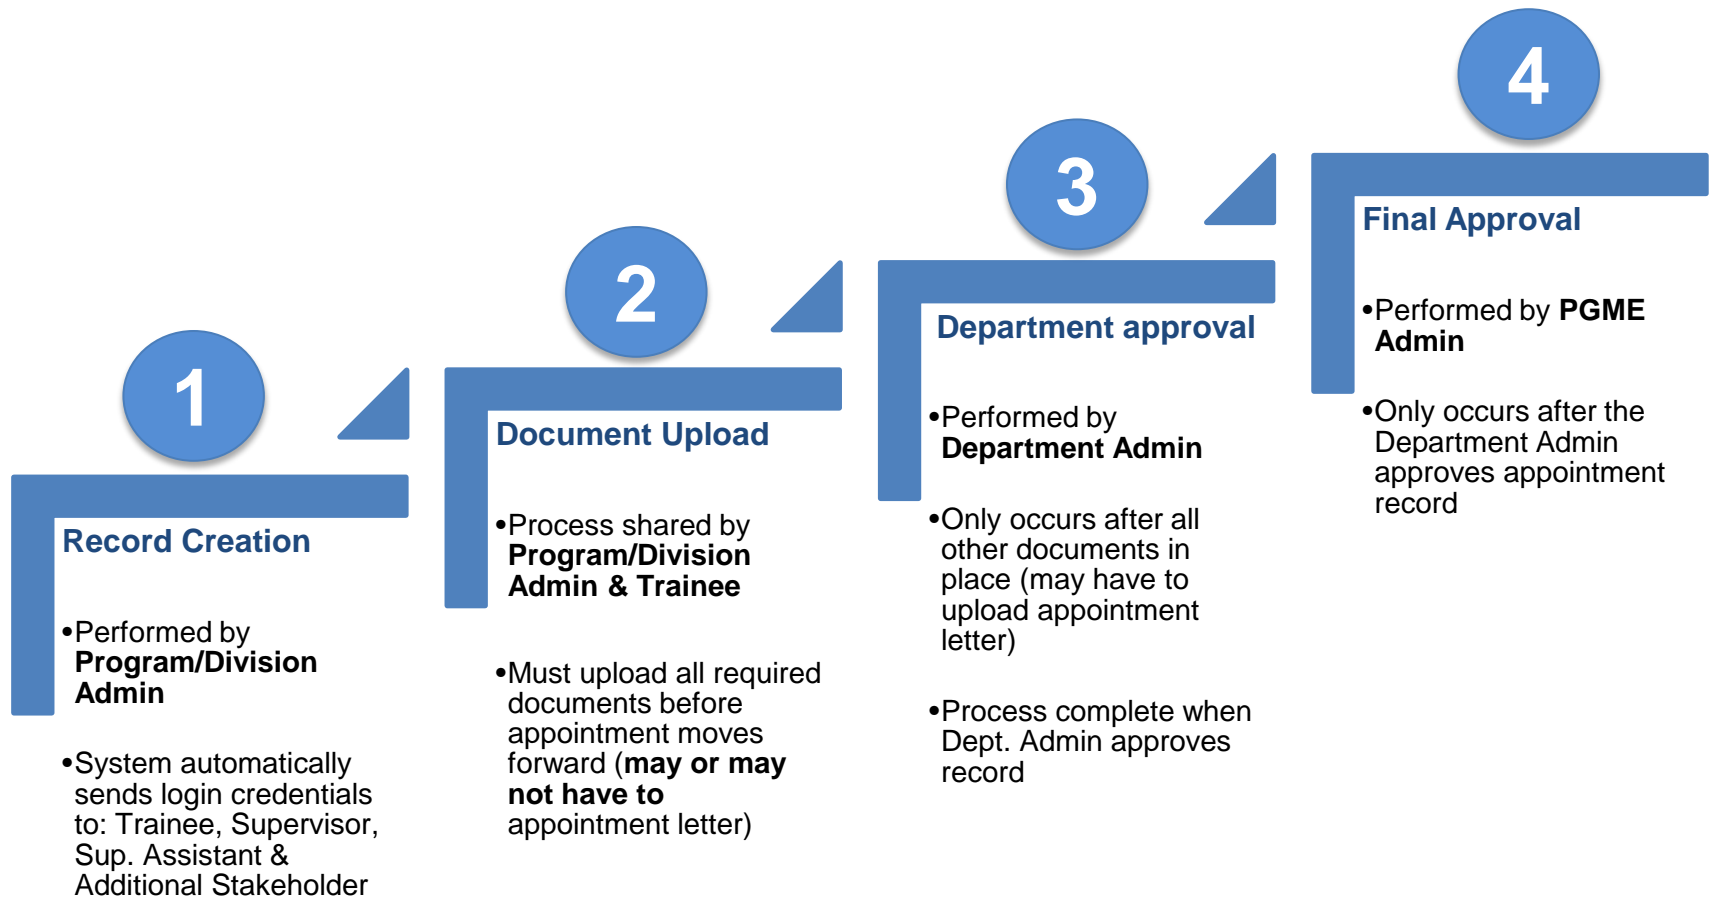 1
Record Creation
•Performed by
Program/Division
Admin
•System automatically
sends login credentials
to: Trainee, Supervisor,
Sup. Assistant &
Additional Stakeholder
2
Document Upload
•Process shared by
Program/Division
Admin & Trainee
•Must upload all required
documents before
appointment moves
forward (may or may
not have to
appointment letter)
3
Department approval
•Performed by
Department Admin
•Only occurs after all
other documents in
place (may have to
upload appointment
letter)
•Process complete when
Dept. Admin approves
record
4
Final Approval
•Performed by PGME
Admin
•Only occurs after the
Department Admin
approves appointment
record